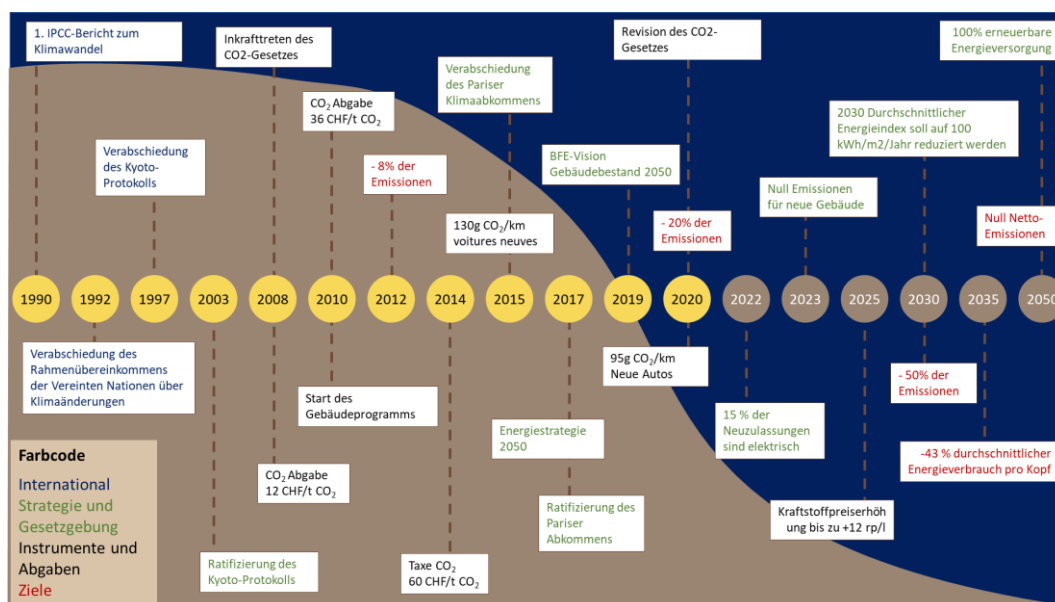 1. IPCC-Bericht zum
Klimawandel
Inkrafttreten des
CO2-Gesetzes
Revision des CO2-
Gesetzes
100% erneuerbare
Energieversorgung
Verabschiedung
des Pariser
Klimaabkommens
CO₂ Abgabe
36 CHF/t CO₂
2030 Durchschnittlicher
Energieindex soll auf 100
kWh/m2/Jahr reduziert werden
Verabschiedung
des Kyoto-
Protokolls
- 8% der
Emissionen
BFE-Vision
Gebäudebestand 2050
Null Emissionen
für neue Gebäude
130g CO₂/km
voitures neuves
- 20% der
Emissionen
Null Netto-
Emissionen
1990 1992 1997 2003 2008 2010 2012 2014 2015 2017 2019 2020 2022 2023 2025 2030 2035 2050
Verabschiedung des
Rahmenübereinkommens
der Vereinten Nationen über
Klimaänderungen
95g CO₂/km
Neue Autos
- 50% der
Emissionen
Start des
Gebäudeprogramms
15 % der
Neuzulassungen
sind elektrisch
Energiestrategie
2050
-43 % durchschnittlicher
Energieverbrauch pro Kopf
CO₂ Abgabe
12 CHF/t CO₂
Kraftstoffpreiserhöh
ung bis zu +12 rp/l
Ratifizierung des
Pariser
Abkommens
Ratifizierung des
Kyoto-Protokolls
Taxe CO₂
60 CHF/t CO₂
Farbcode
International
Strategie und
Gesetzgebung
Instrumente und
Abgaben
Ziele